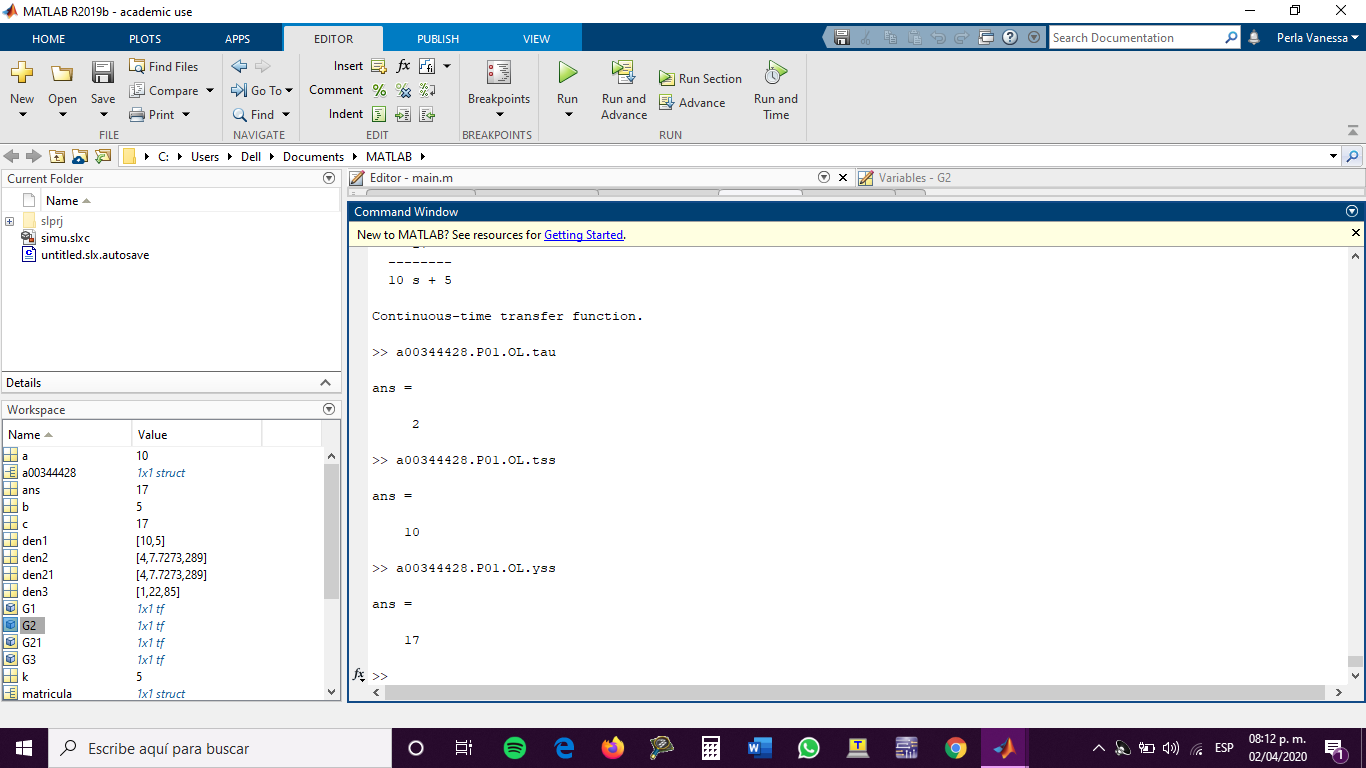 MATLAB R2019b - academic use
HOME PLOTS APPS EDITOR PUBLISH VIEW Search Documentation Perla Vanessa
New Open Save Find Files Compare Print Go To Find Insert fx Comment Indent Breakpoints Run Run and Advance Run Section Advance Run and Time
FILE NAVIGATE EDIT BREAKPOINTS RUN
C: Users Dell Documents MATLAB
Current Folder
Name
slprj
simu.slxc
untitled.slx.autosave
Details
Workspace
Name Value
a 10
a00344428 1x1 struct
ans 17
b 5
c 17
den1 [10,5]
den2 [4,7.7273,289]
den21 [4,7.7273,289]
den3 [1,22,85]
G1 1x1 tf
G2 1x1 tf
G21 1x1 tf
G3 1x1 tf
k 5
matricula 1x1 struct
Editor - main.m Variables - G2
Command Window
New to MATLAB? See resources for Getting Started.
--------
10 s + 5
Continuous-time transfer function.
>> a00344428.P01.OL.tau
ans =
2
>> a00344428.P01.OL.tss
ans =
10
>> a00344428.P01.OL.yss
ans =
17
fx >>
Escribe aquí para buscar
ESP 08:12 p. m.
02/04/2020
1